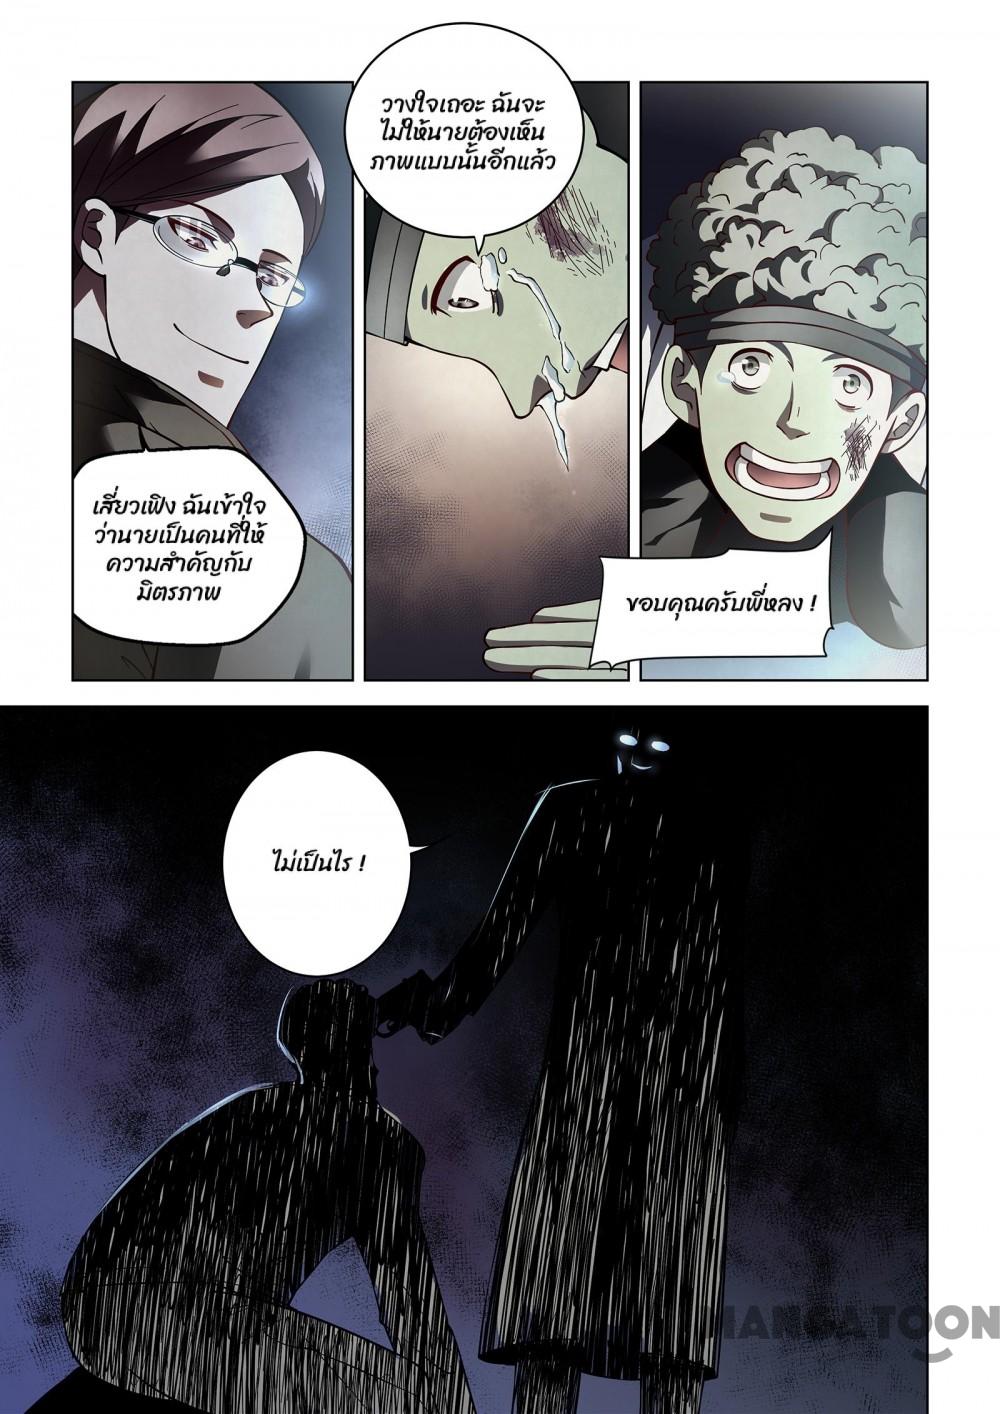 เสี่ยวเฟิง ฉันเข้าใจ
ว่านายเป็นคนที่ให้
ความสำคัญกับ
มิตรภาพ
วางใจเถอะ ฉันจะ
ไม่ให้นายต้องเห็น
ภาพแบบนั้นอีกแล้ว
ขอบคุณครับพี่หลง !
ไม่เป็นไร !
MANGATOON